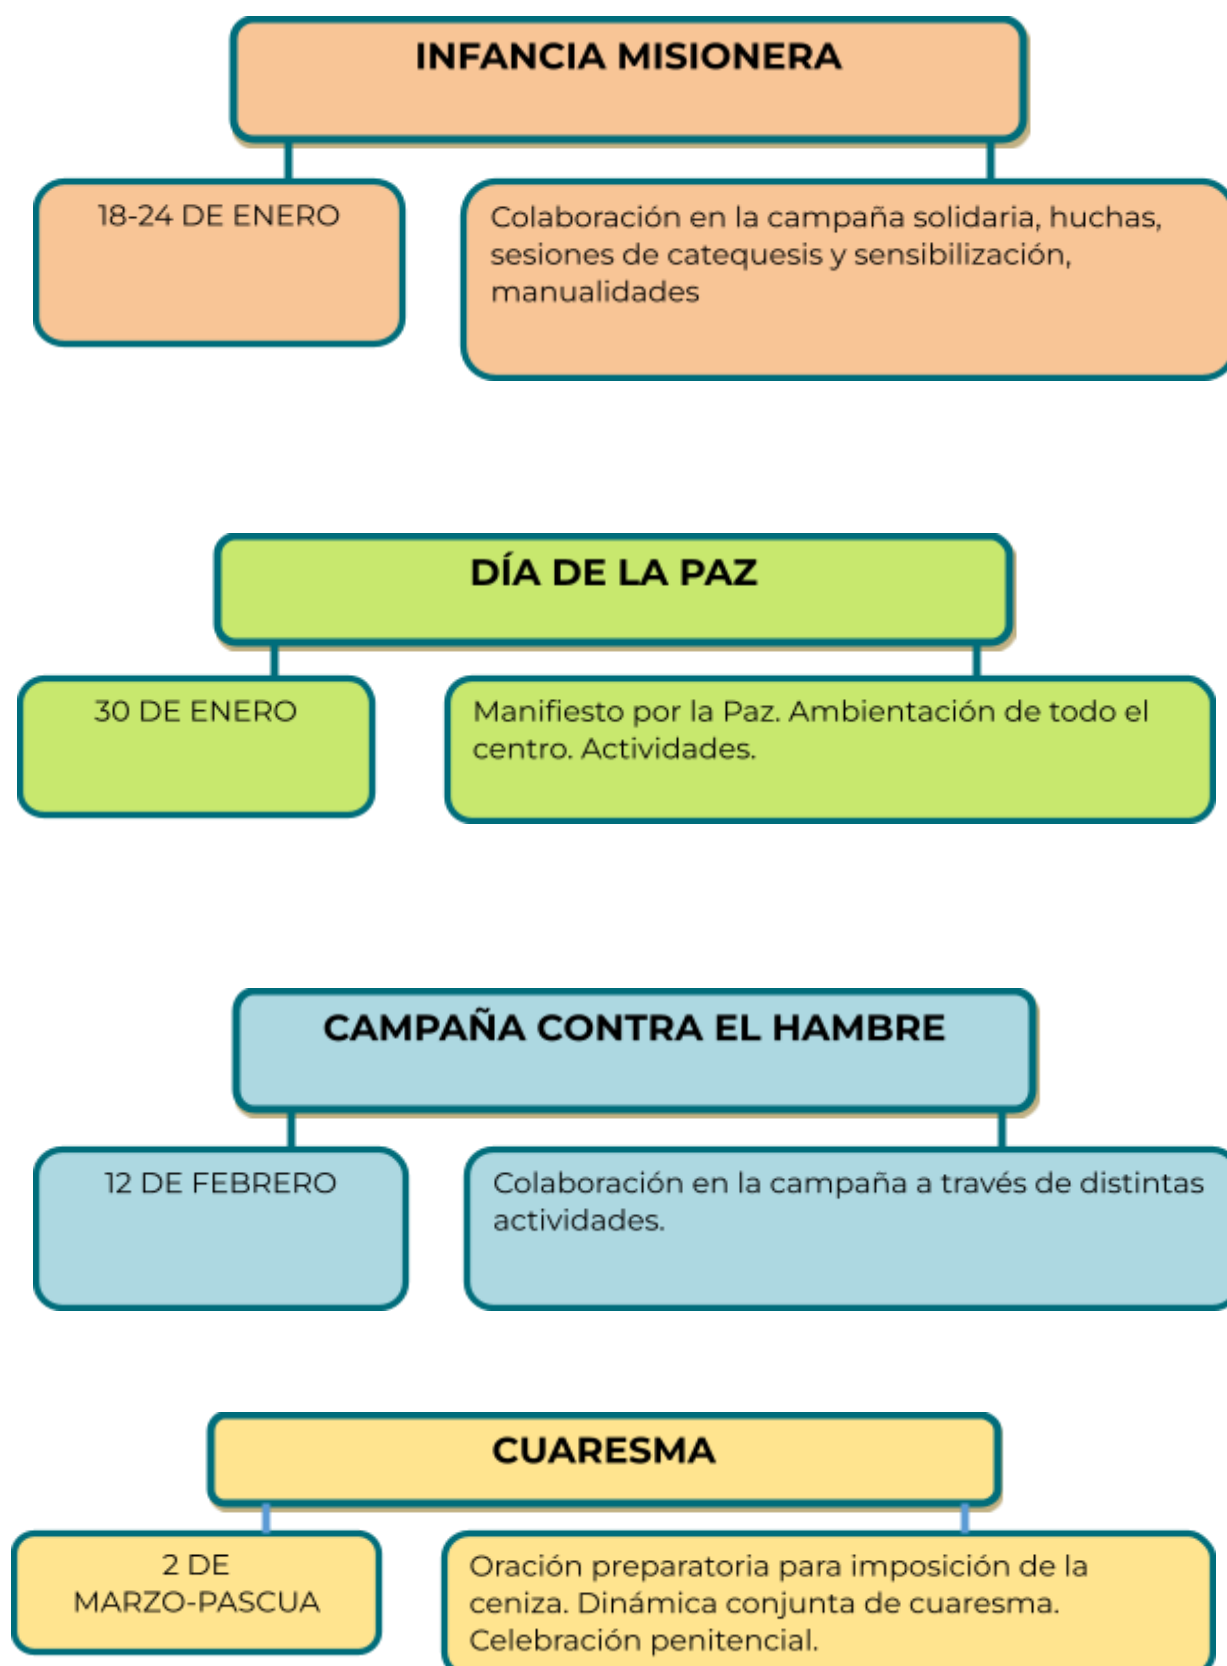 INFANCIA MISIONERA
18-24 DE ENERO
Colaboración en la campaña solidaria, huchas,
sesiones de catequesis y sensibilización,
manualidades
DÍA DE LA PAZ
30 DE ENERO
Manifiesto por la Paz. Ambientación de todo el
centro. Actividades.
CAMPAÑA CONTRA EL HAMBRE
12 DE FEBRERO
Colaboración en la campaña a través de distintas
actividades.
CUARESMA
2 DE
MARZO-PASCUA
Oración preparatoria para imposición de la
ceniza. Dinámica conjunta de cuaresma.
Celebración penitencial.